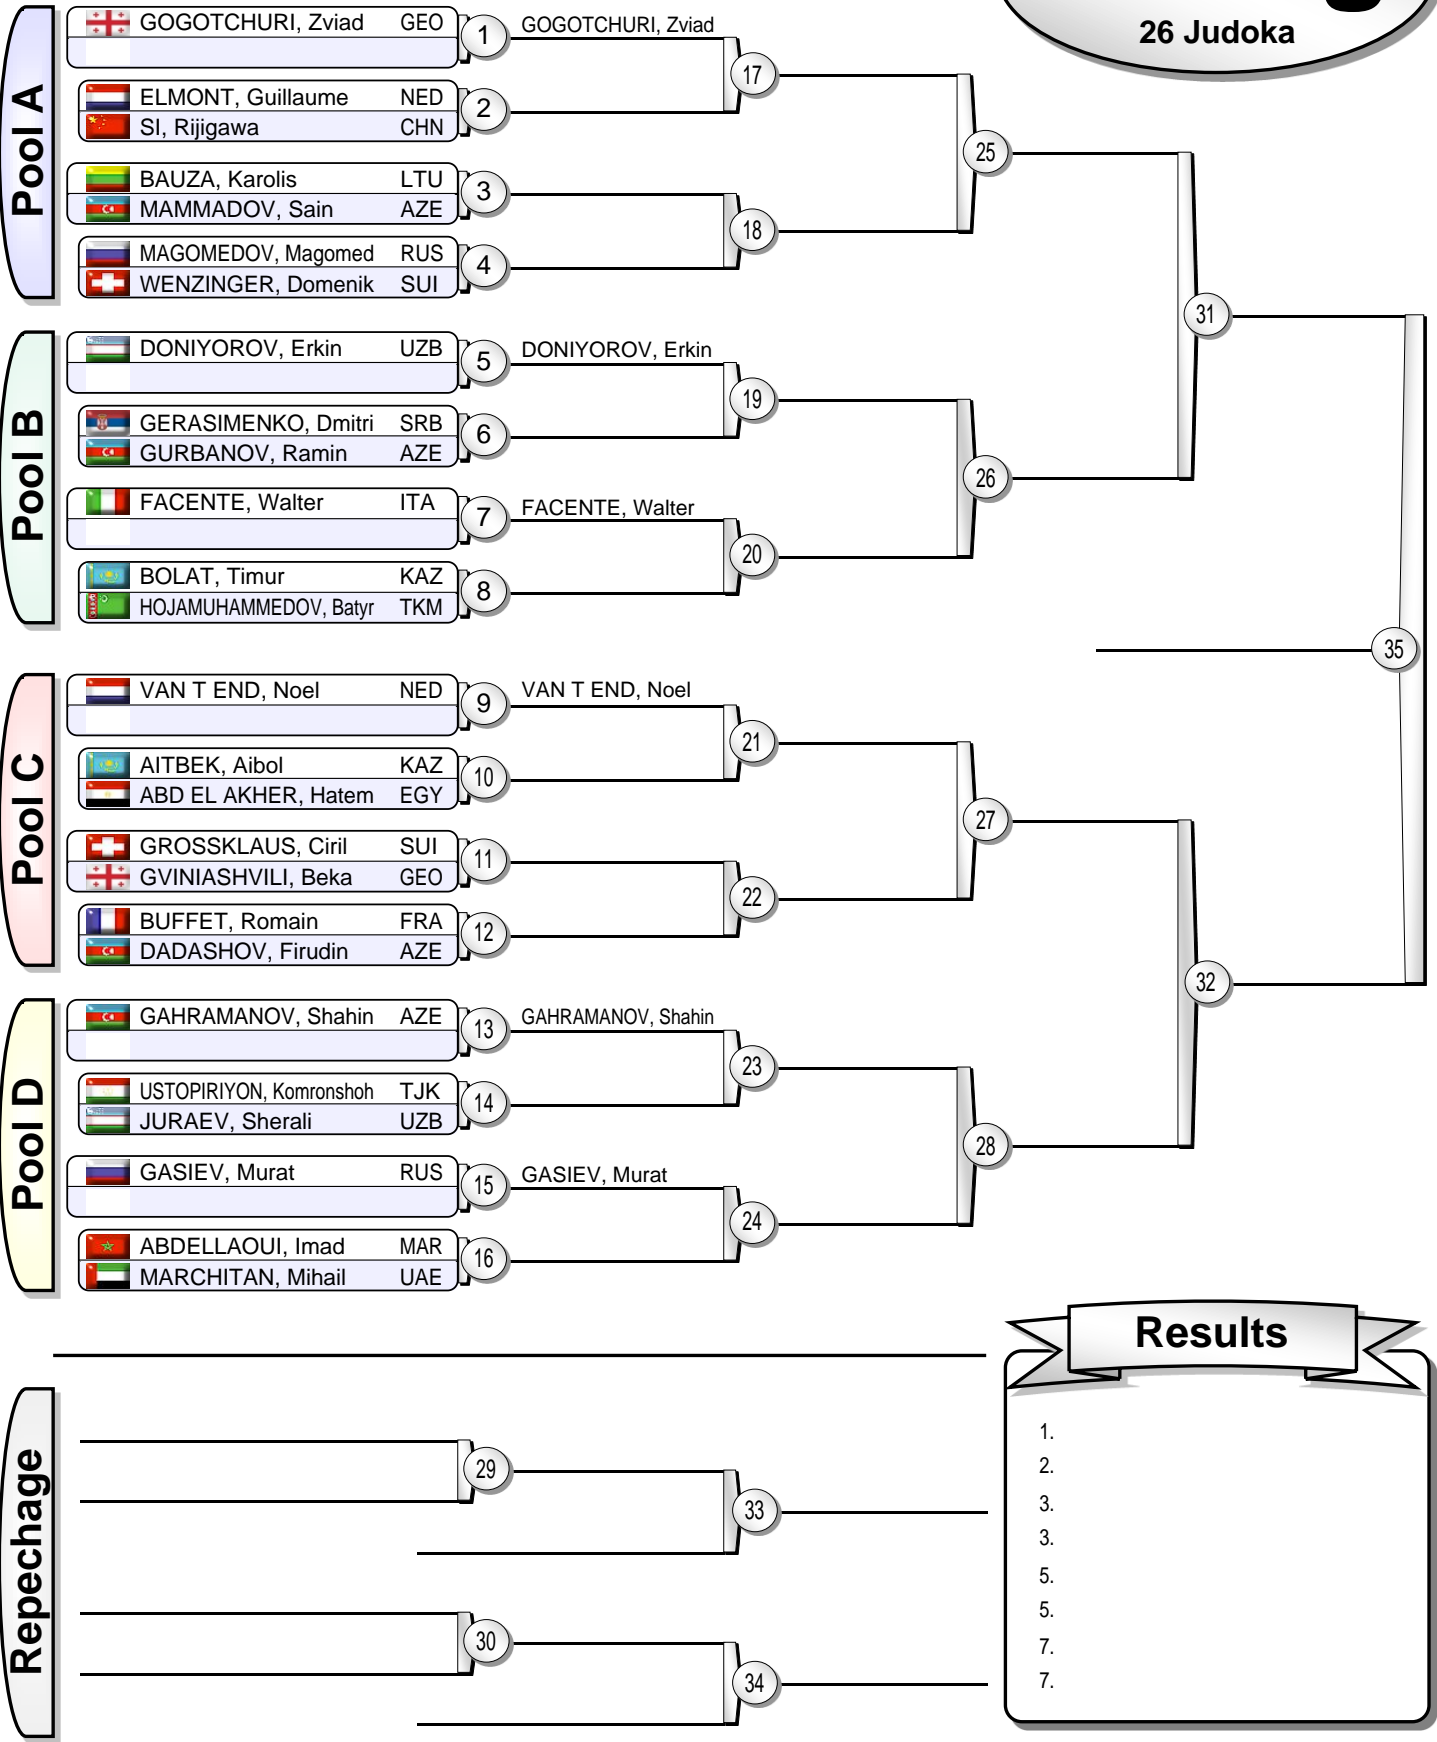 26 Judoka
Pool A
GOGOTCHURI, Zviad GEO
1
GOGOTCHURI, Zviad
17
ELMONT, Guillaume NED
2
SI, Rijigawa CHN
25
BAUZA, Karolis LTU
3
MAMMADOV, Sain AZE
18
MAGOMEDOV, Magomed RUS
4
WENZINGER, Domenik SUI
31
Pool B
DONIYOROV, Erkin UZB
5
DONIYOROV, Erkin
19
GERASIMENKO, Dmitri SRB
6
GURBANOV, Ramin AZE
26
FACENTE, Walter ITA
7
FACENTE, Walter
20
BOLAT, Timur KAZ
8
HOJAMUHAMMEDOV, Batyr TKM
35
Pool C
VAN T END, Noel NED
9
VAN T END, Noel
21
AITBEK, Aibol KAZ
10
ABD EL AKHER, Hatem EGY
27
GROSSKLAUS, Ciril SUI
11
GVINIASHVILI, Beka GEO
22
BUFFET, Romain FRA
12
DADASHOV, Firudin AZE
32
Pool D
GAHRAMANOV, Shahin AZE
13
GAHRAMANOV, Shahin
23
USTOPIRIYON, Komronshoh TJK
14
JURAEV, Sherali UZB
28
GASIEV, Murat RUS
15
GASIEV, Murat
24
ABDELLAOUI, Imad MAR
16
MARCHITAN, Mihail UAE
Repechage
29
33
30
34
Results
1.
2.
3.
3.
5.
5.
7.
7.